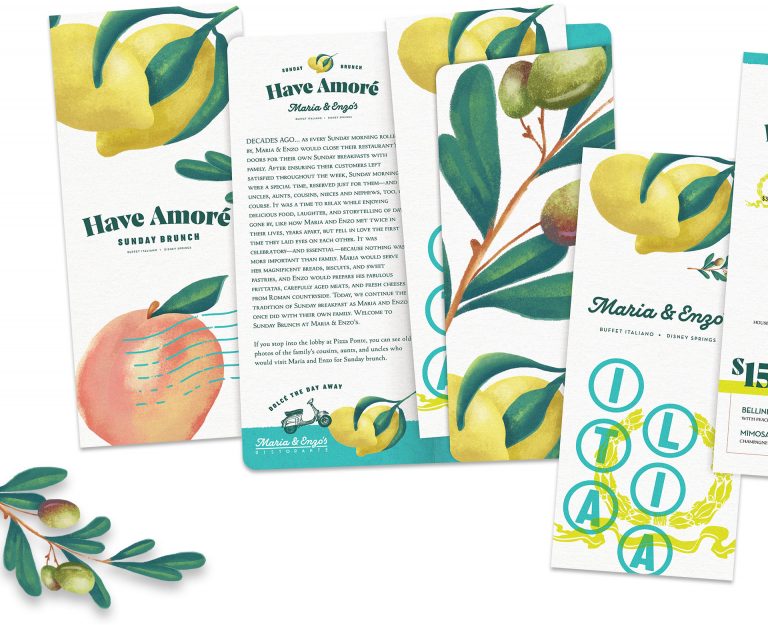 Have Amoré
SUNDAY BRUNCH
BUFFET ITALIANO • DISNEY SPRINGS
SUNDAY BRUNCH
Have Amoré
Maria & Enzo's
BUFFET ITALIANO • DISNEY SPRINGS
DECADES AGO... AS EVERY SUNDAY MORNING ROLL
BY, MARIA & ENZO WOULD CLOSE THEIR RESTAURANT
DOORS FOR THEIR OWN SUNDAY BREAKFASTS WITH
FAMILY. AFTER ENSURING THEIR CUSTOMERS LEFT
SATISFIED THROUGHOUT THE WEEK, SUNDAY MORNING
WERE A SPECIAL TIME, RESERVED JUST FOR THEM—AND
UNCLES, AUNTS, COUSINS, NIECES AND NEPHEWS, TOO,
COURSE. IT WAS A TIME TO RELAX WHILE ENJOYING
DELICIOUS FOOD, LAUGHTER, AND STORYTELLING OF DA
GONE BY, LIKE HOW MARIA AND ENZO MET TWICE IN
THEIR LIVES, YEARS APART, BUT FELL IN LOVE THE FIRST
TIME THEY LAID EYES ON EACH OTHER. IT WAS
CELEBRATORY—AND ESSENTIAL—BECAUSE NOTHING WAS
MORE IMPORTANT THAN FAMILY. MARIA WOULD SERVE
HER MAGNIFICENT BREADS, BISCUITS, AND SWEET
PASTRIES, AND ENZO WOULD PREPARE HIS FABULOUS
FRITTATAS, CAREFULLY AGED MEATS, AND FRESH CHEESES
FROM ROMAN COUNTRYSIDE. TODAY, WE CONTINUE THE
TRADITION OF SUNDAY BREAKFAST AS MARIA AND ENZO
ONCE DID WITH THEIR OWN FAMILY. WELCOME TO
SUNDAY BRUNCH AT MARIA & ENZO'S.
If you stop into the lobby at Pizza Ponte, you can see old
photos of the family's cousins, aunts, and uncles who
would visit Maria and Enzo for Sunday brunch.
DOLCE THE DAY AWAY
Maria & Enzo's
RISTORANTE
Maria & Enzo
BUFFET ITALIANO • DISNEY SPRINGS
ITALIA
$15
BELLINI
WITH PEAC
MIMOSA
CHAMPAGNE